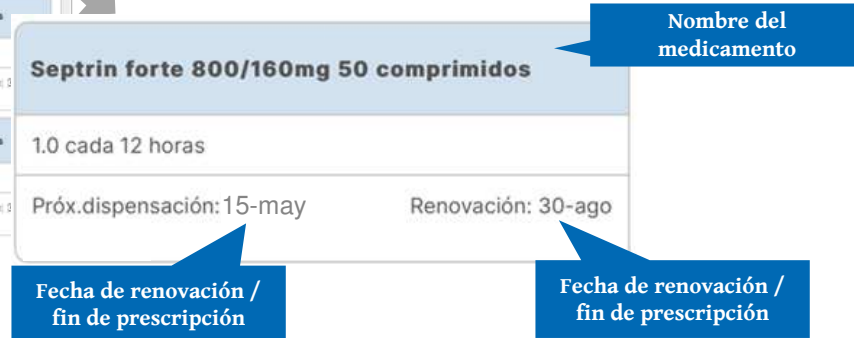 Nombre del
medicamento
Septrin forte 800/160mg 50 comprimidos
1.0 cada 12 horas
Próx.dispensación: 15-may Renovación: 30-ago
Fecha de renovación /
fin de prescripción
Fecha de renovación /
fin de prescripción